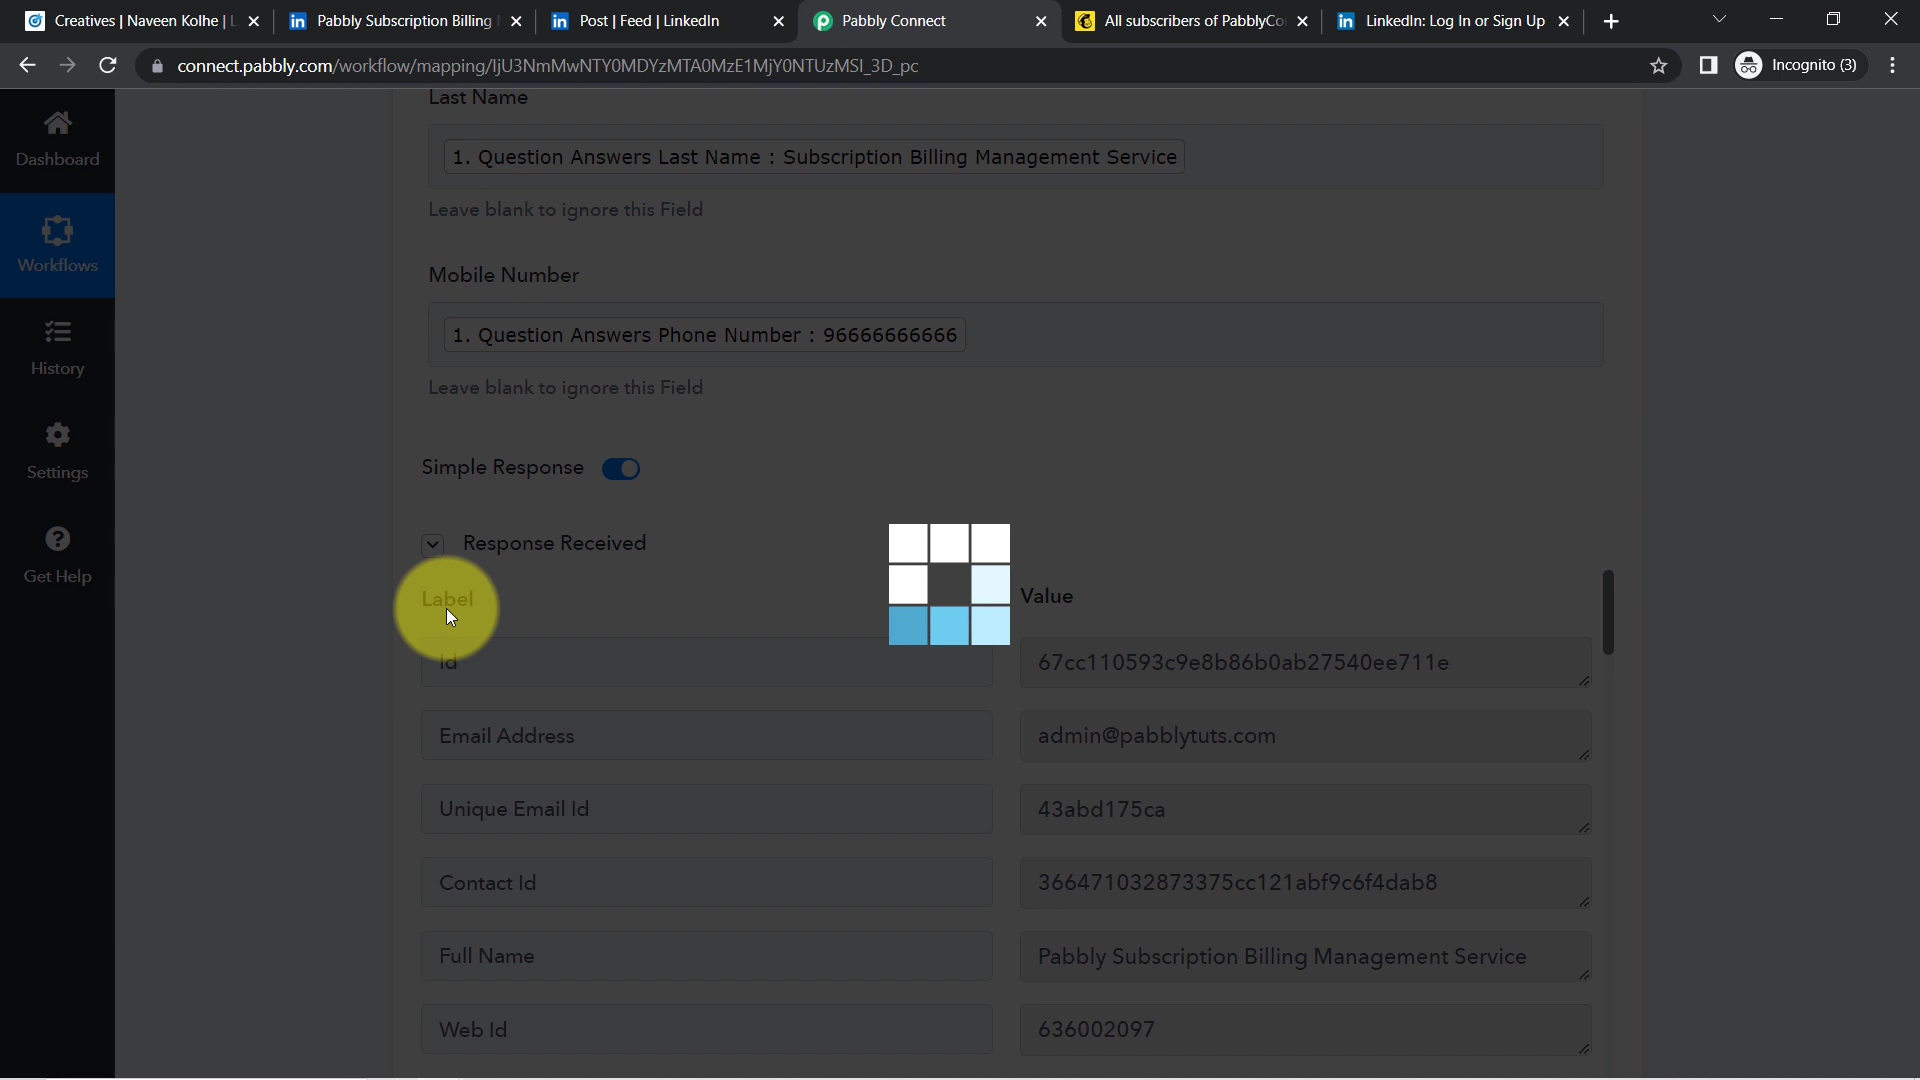 Creatives | Naveen Kolhe | L
Pabbly Subscription Billing
Post | Feed | LinkedIn
Pabbly Connect
All subscribers of PabblyCo
LinkedIn: Log In or Sign Up
connect.pabbly.com/workflow/mapping/IjU3NmMwNTY0MDYzMTA0MzE1MjY0NTUzMSI_3D_pc
Incognito (3)
Dashboard
Workflows
History
Settings
Get Help
Last Name
1. Question Answers Last Name : Subscription Billing Management Service
Leave blank to ignore this Field
Mobile Number
1. Question Answers Phone Number : 96666666666
Leave blank to ignore this Field
Simple Response
Response Received
Label
Value
Id
67cc110593c9e8b86b0ab27540ee711e
Email Address
admin@pabblytuts.com
Unique Email Id
43abd175ca
Contact Id
366471032873375cc121abf9c6f4dab8
Full Name
Pabbly Subscription Billing Management Service
Web Id
636002097